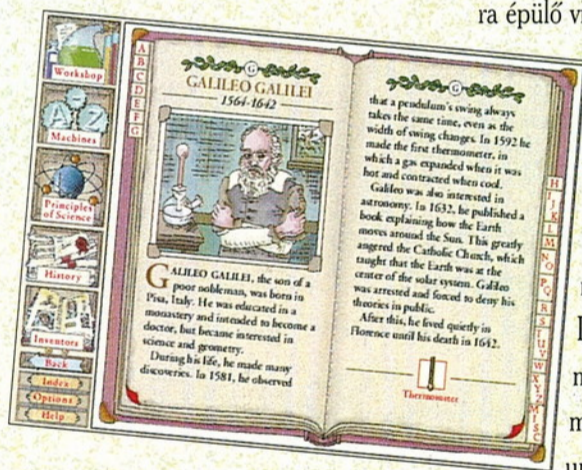 ra épülő
Workshop
Machines
Principles
of Science
History
Inventors
Back
Index
Options
Help
A
B
C
D
E
F
G
G
GALILEO GALILEI
1564-1642
GALILEO GALILEI, the son of a
poor nobleman, was born in
Pisa, Italy. He was educated in a
monastery and intended to become a
doctor, but became interested in
science and geometry.
During his life, he made many
discoveries. In 1581, he observed
G
that a pendulum's swing always
takes the same time, even as the
width of swing changes. In 1592 he
made the first thermometer, in
which a gas expanded when it was
hot and contracted when cool.
Galileo was also interested in
astronomy. In 1632, he published a
book explaining how the Earth
moves around the Sun. This greatly
angered the Catholic Church, which
taught that the Earth was at the
center of the solar system. Galileo
was arrested and forced to deny his
theories in public.
After this, he lived quietly in
Florence until his death in 1642.
Thermometer
H
I
J
K
L
M
N
O
P
Q
R
S
T
U
V
W
X
Y
Z
M
I
S
C